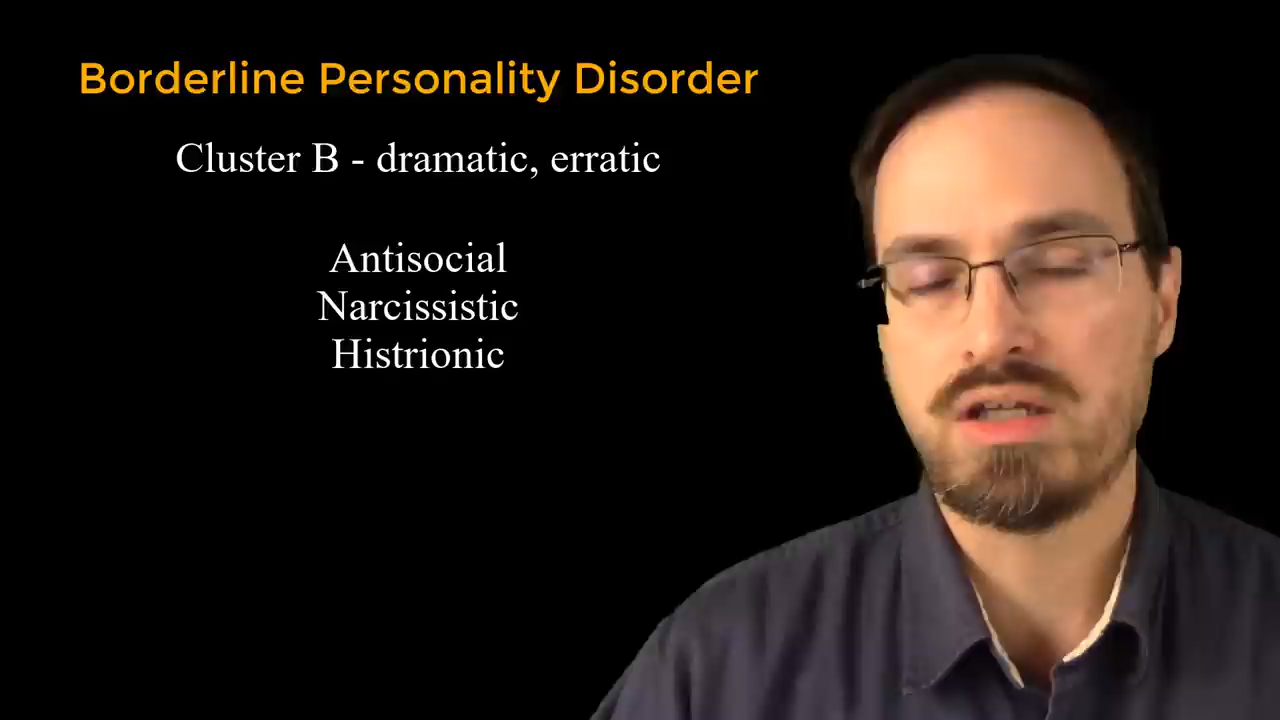 Borderline Personality Disorder
Cluster B - dramatic, erratic
Antisocial
Narcissistic
Histrionic